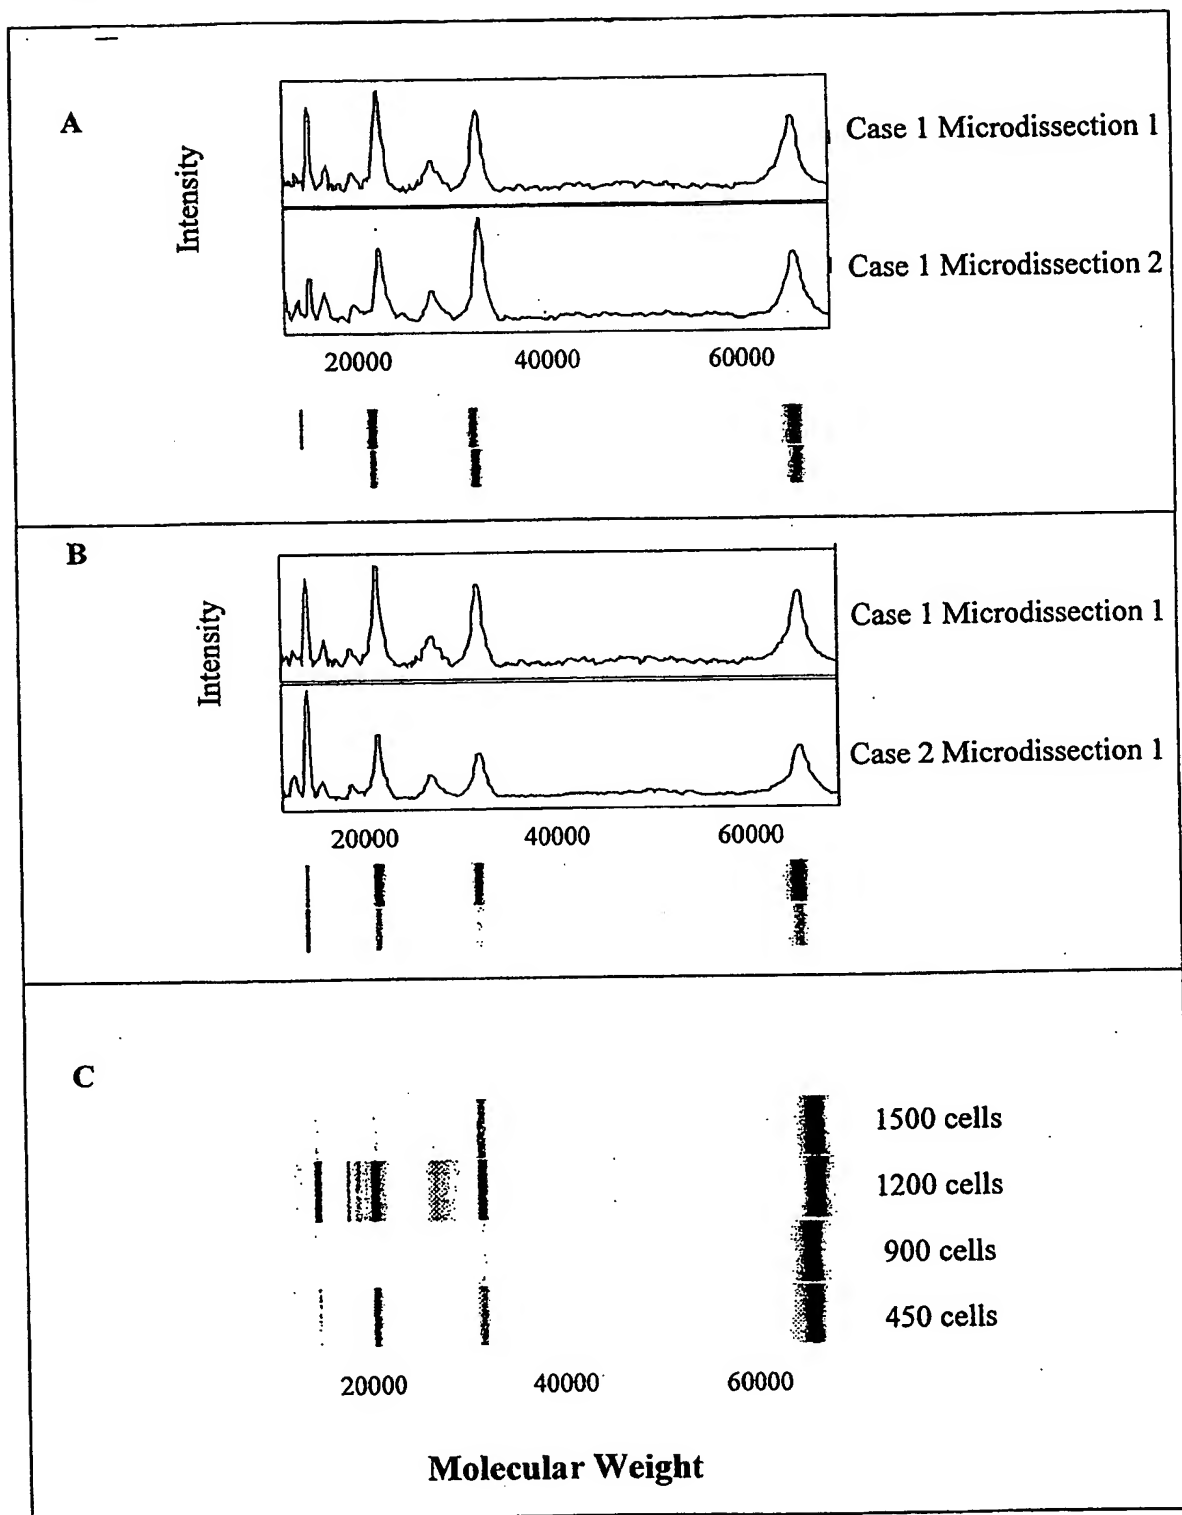 A
Intensity
Case 1 Microdissection 1
Case 1 Microdissection 2
20000 40000 60000
B
Intensity
Case 1 Microdissection 1
Case 2 Microdissection 1
20000 40000 60000
C
1500 cells
1200 cells
900 cells
450 cells
20000 40000 60000
Molecular Weight